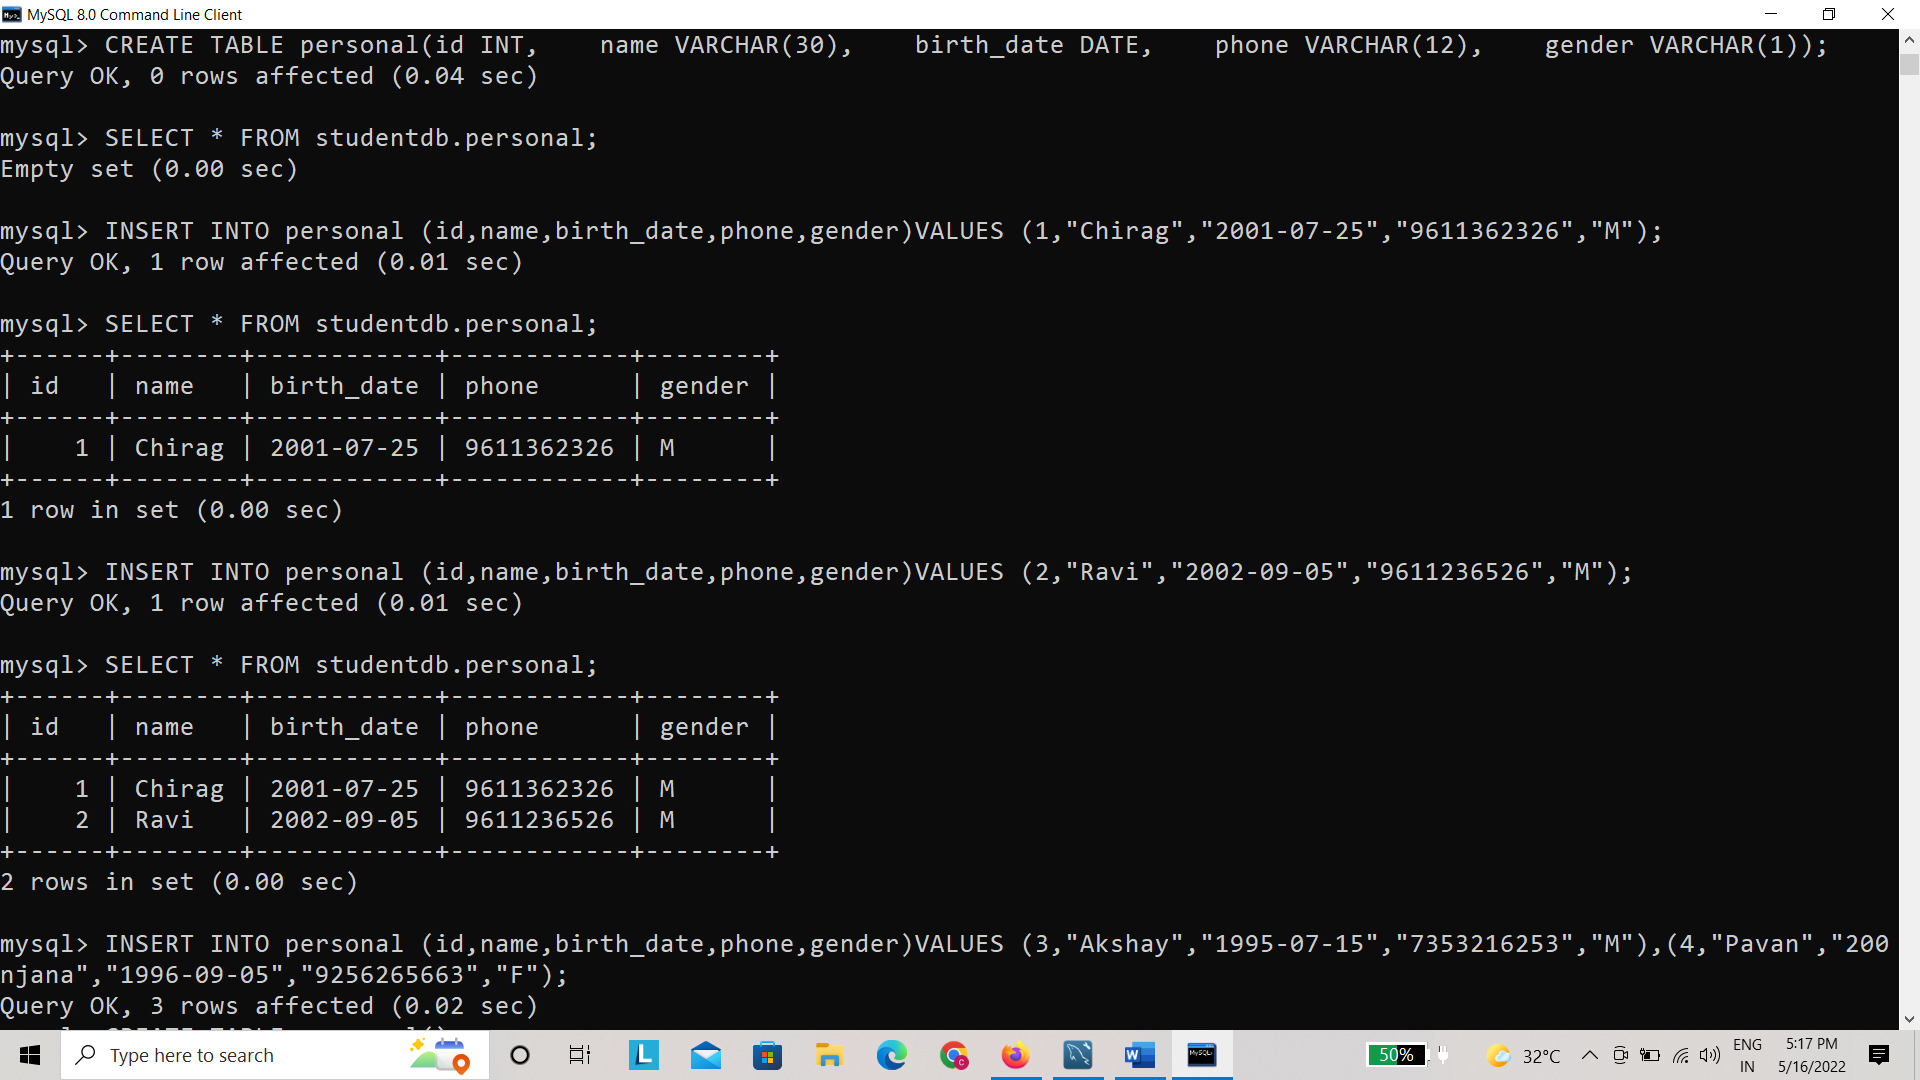 MySQL 8.0 Command Line Client
mysql> CREATE TABLE personal(id INT,    name VARCHAR(30),    birth_date DATE,    phone VARCHAR(12),    gender VARCHAR(1));
Query OK, 0 rows affected (0.04 sec)
mysql> SELECT * FROM studentdb.personal;
Empty set (0.00 sec)
mysql> INSERT INTO personal (id,name,birth_date,phone,gender)VALUES (1,"Chirag","2001-07-25","9611362326","M");
Query OK, 1 row affected (0.01 sec)
mysql> SELECT * FROM studentdb.personal;
+------+--------+------------+------------+--------+
| id   | name   | birth_date | phone      | gender |
+------+--------+------------+------------+--------+
|    1 | Chirag | 2001-07-25 | 9611362326 | M      |
+------+--------+------------+------------+--------+
1 row in set (0.00 sec)
mysql> INSERT INTO personal (id,name,birth_date,phone,gender)VALUES (2,"Ravi","2002-09-05","9611236526","M");
Query OK, 1 row affected (0.01 sec)
mysql> SELECT * FROM studentdb.personal;
+------+--------+------------+------------+--------+
| id   | name   | birth_date | phone      | gender |
+------+--------+------------+------------+--------+
|    1 | Chirag | 2001-07-25 | 9611362326 | M      |
|    2 | Ravi   | 2002-09-05 | 9611236526 | M      |
+------+--------+------------+------------+--------+
2 rows in set (0.00 sec)
mysql> INSERT INTO personal (id,name,birth_date,phone,gender)VALUES (3,"Akshay","1995-07-15","7353216253","M"),(4,"Pavan","200
njana","1996-09-05","9256265663","F");
Query OK, 3 rows affected (0.02 sec)
Type here to search
50%
32°C
ENG
IN
5:17 PM
5/16/2022